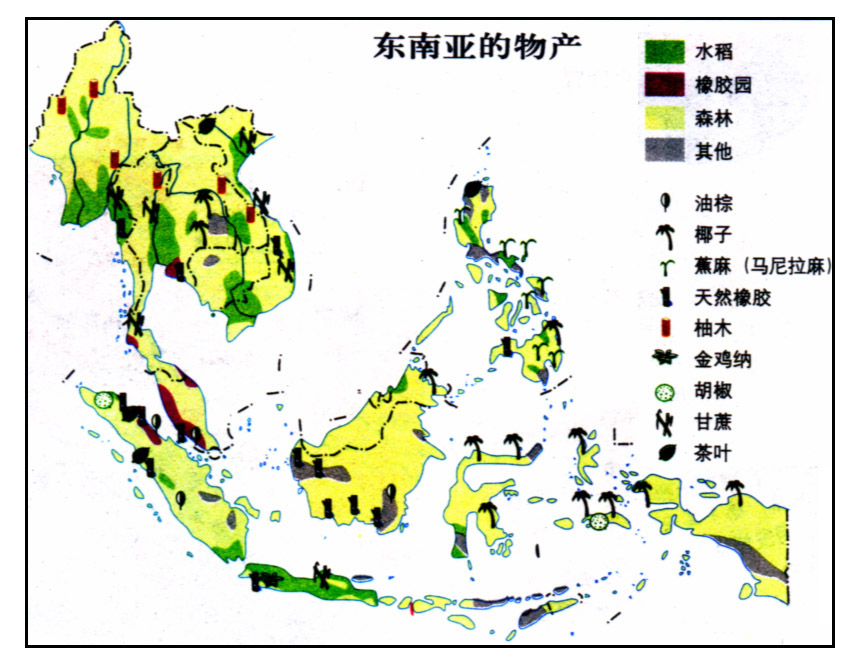 东南亚的物产
水稻
橡胶园
森林
其他
油棕
椰子
蕉麻 (马尼拉麻)
天然橡胶
柚木
金鸡纳
胡椒
甘蔗
茶叶